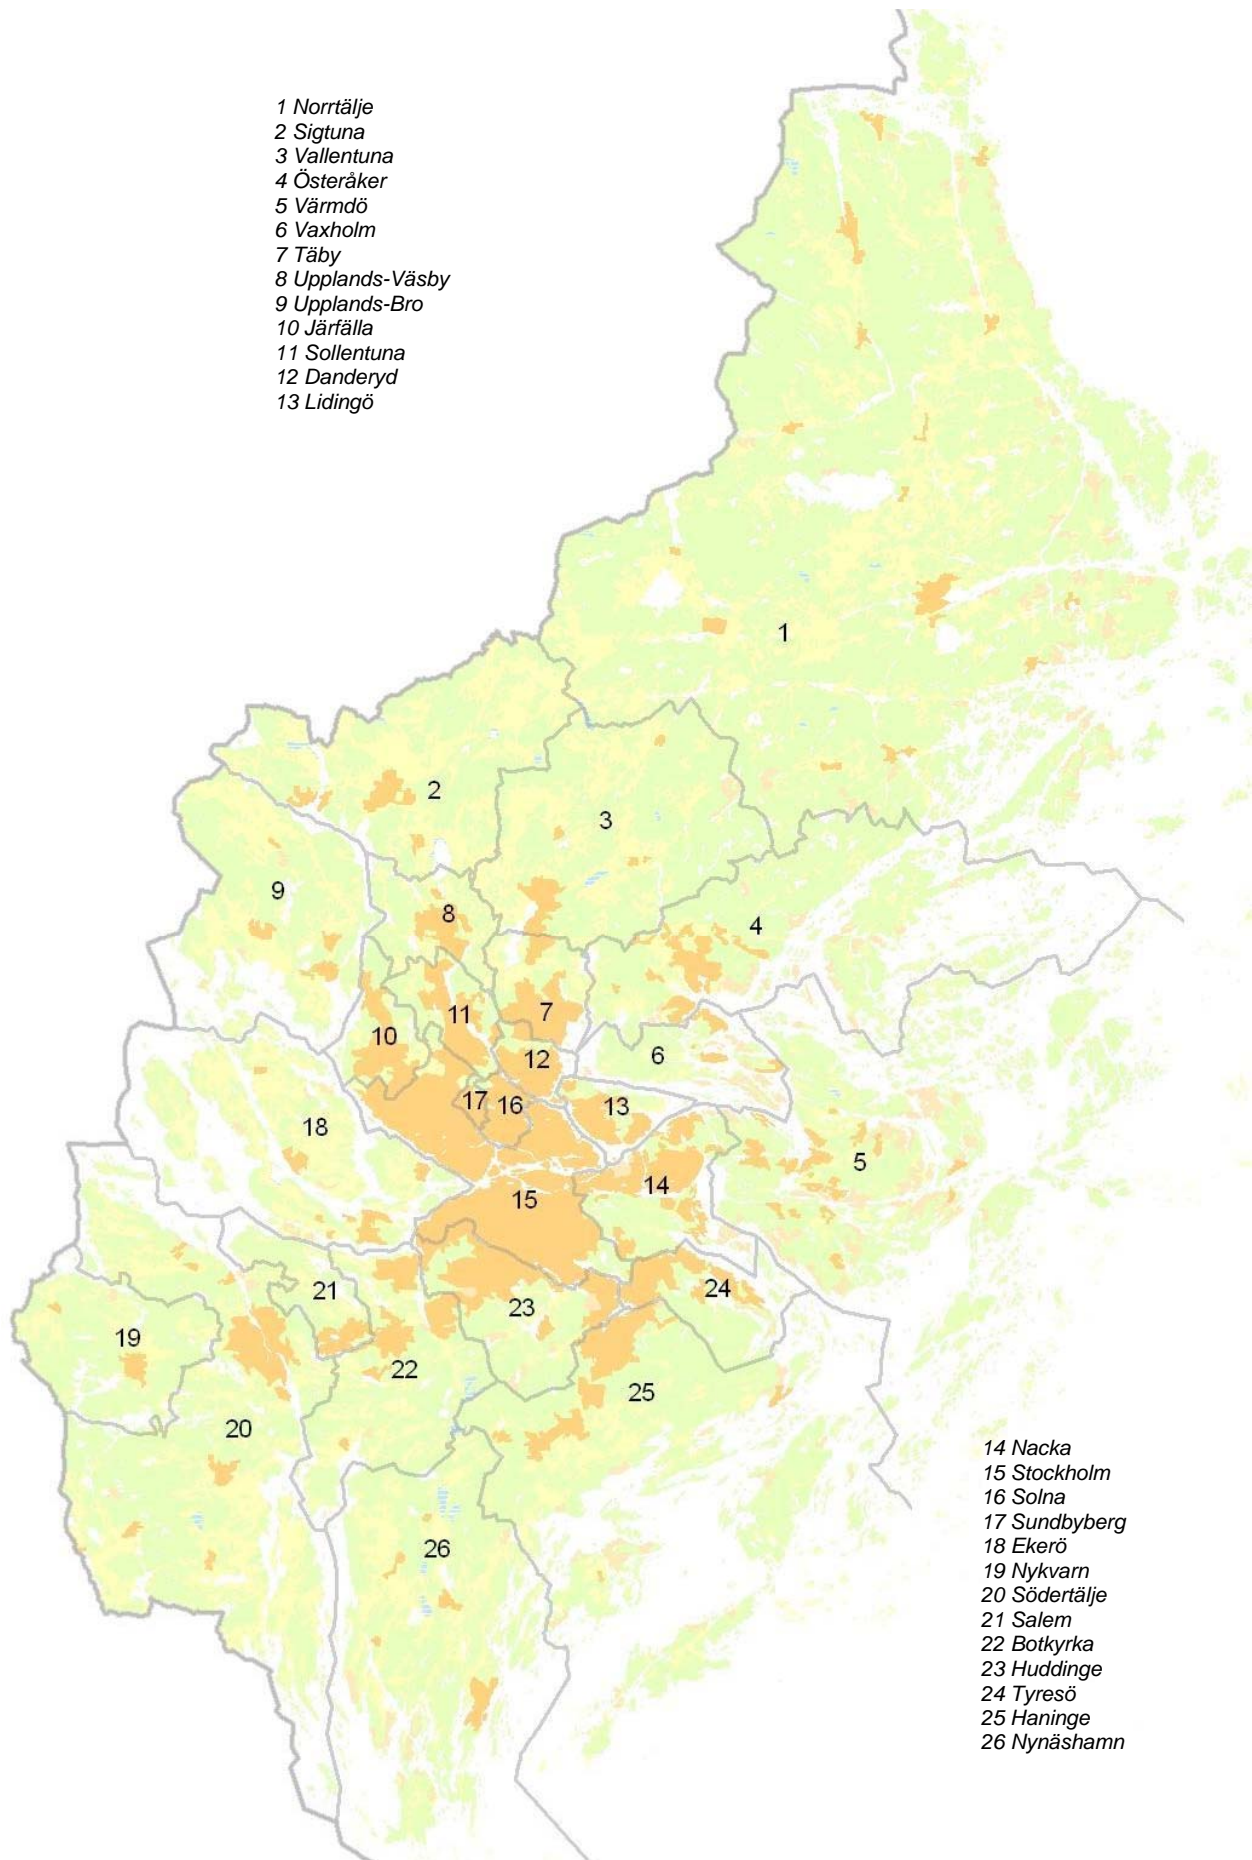 1 Norrtälje
2 Sigtuna
3 Vallentuna
4 Österåker
5 Värmdö
6 Vaxholm
7 Täby
8 Upplands-Väsby
9 Upplands-Bro
10 Järfälla
11 Sollentuna
12 Danderyd
13 Lidingö
1
2
3
9
8
4
7
11
10
12
6
17
16
13
18
5
14
15
24
21
23
19
22
25
20
26
14 Nacka
15 Stockholm
16 Solna
17 Sundbyberg
18 Ekerö
19 Nykvarn
20 Södertälje
21 Salem
22 Botkyrka
23 Huddinge
24 Tyresö
25 Haninge
26 Nynäshamn